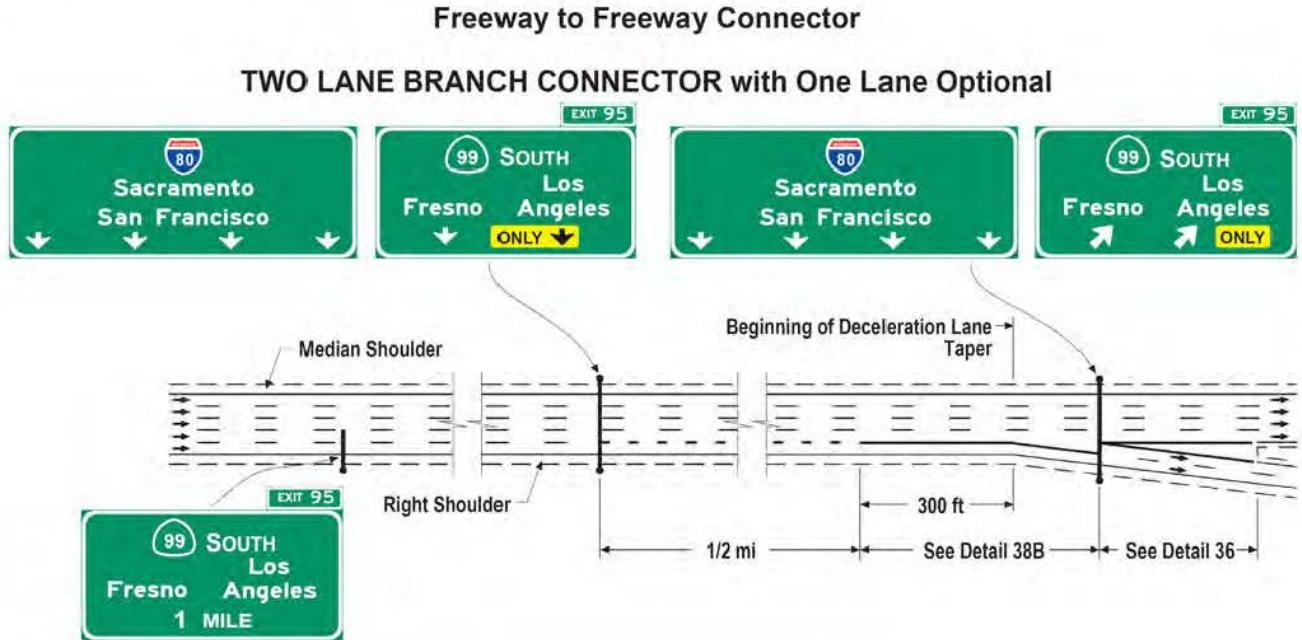 Freeway to Freeway Connector
TWO LANE BRANCH CONNECTOR with One Lane Optional
INTERSTATE
80
Sacramento
San Francisco
EXIT 95
99 SOUTH
Los
Fresno Angeles
ONLY
INTERSTATE
80
Sacramento
San Francisco
EXIT 95
99 SOUTH
Los
Fresno Angeles
ONLY
Median Shoulder
Beginning of Deceleration Lane
Taper
Right Shoulder
300 ft
1/2 mi
See Detail 38B
See Detail 36
EXIT 95
99 SOUTH
Los
Fresno Angeles
1 MILE